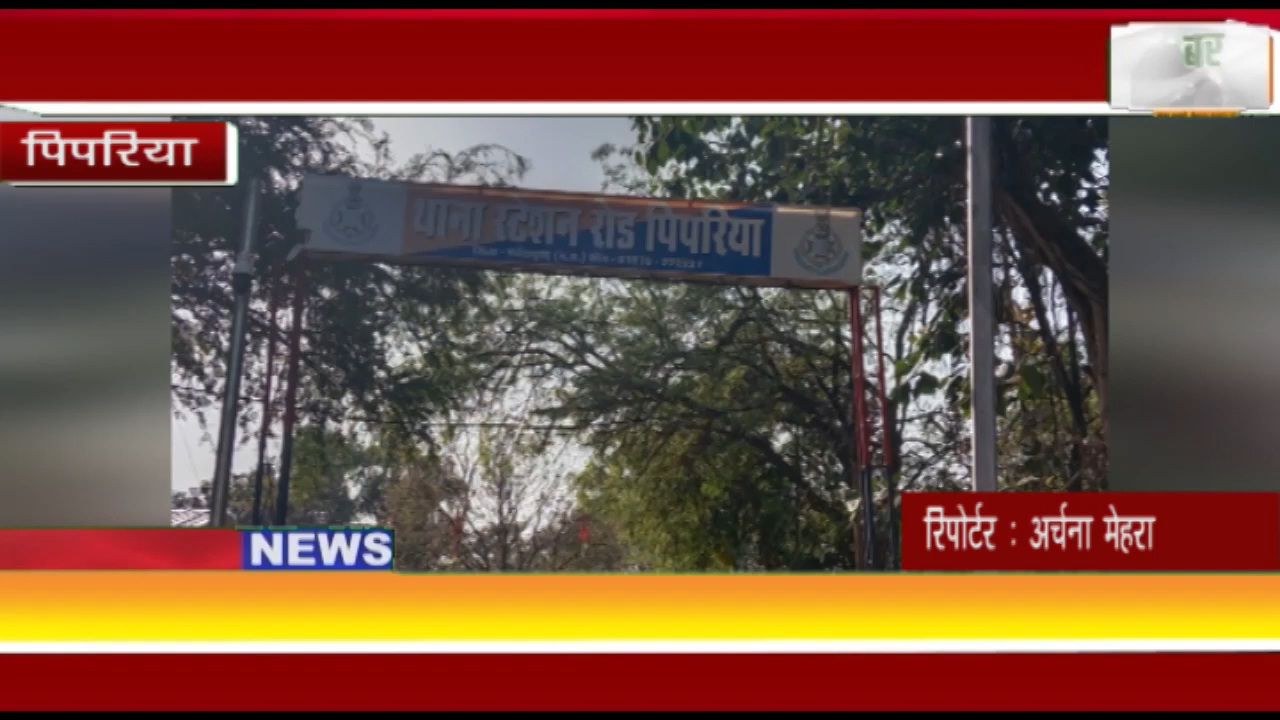 पिपरिया
थाना स्टेशन रोड पिपरिया
NEWS
रिपोर्टर : अर्चना मेहरा